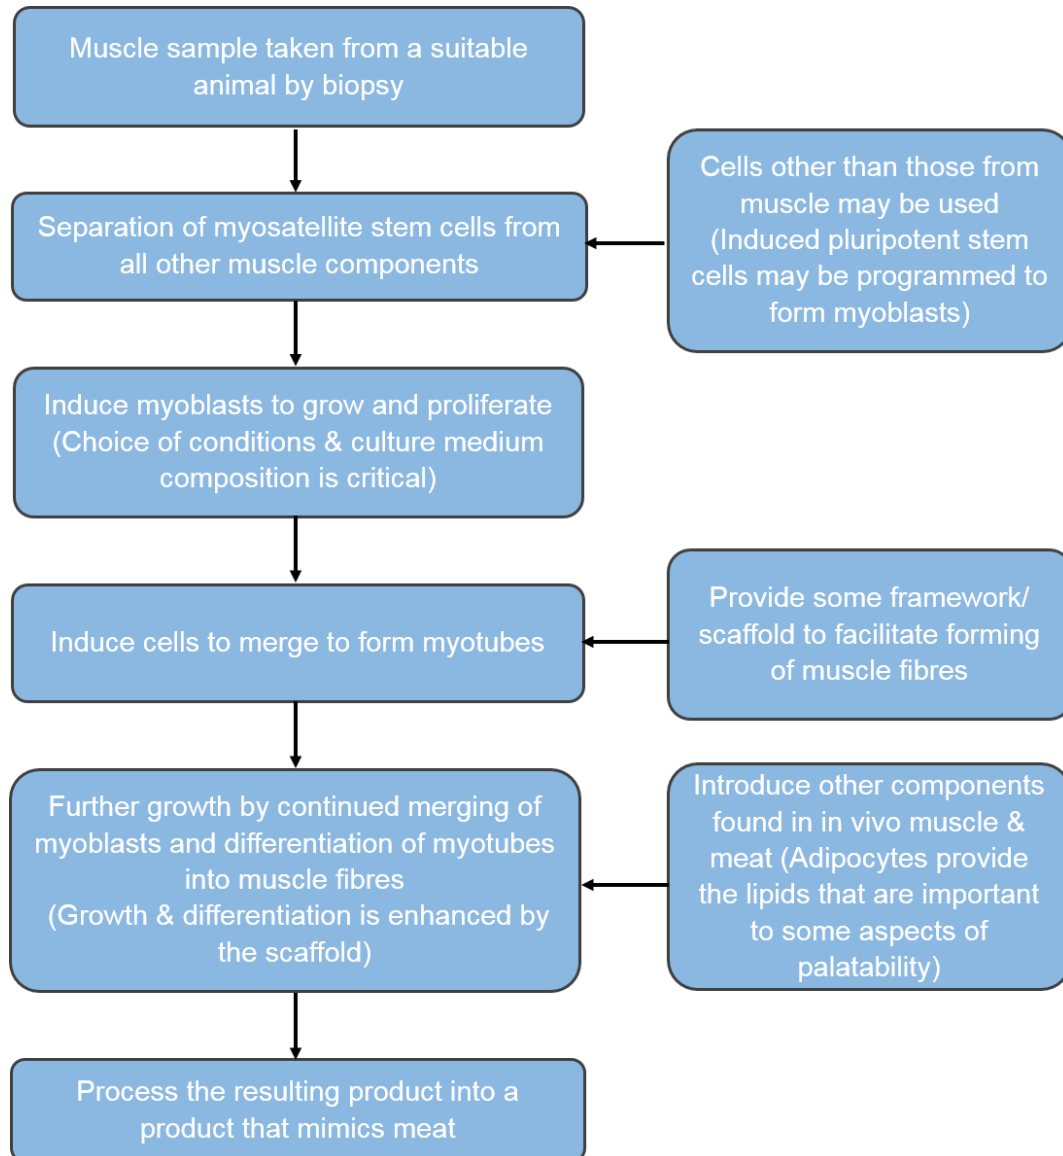 Muscle sample taken from a suitable
animal by biopsy
Cells other than those from
muscle may be used
(Induced pluripotent stem
cells may be programmed to
form myoblasts)
Separation of myosatellite stem cells from
all other muscle components
Induce myoblasts to grow and proliferate
(Choice of conditions & culture medium
composition is critical)
Induce cells to merge to form myotubes
Provide some framework/
scaffold to facilitate forming
of muscle fibres
Further growth by continued merging of
myoblasts and differentiation of myotubes
into muscle fibres
(Growth & differentiation is enhanced by
the scaffold)
Introduce other components
found in in vivo muscle &
meat (Adipocytes provide
the lipids that are important
to some aspects of
palatability)
Process the resulting product into a
product that mimics meat